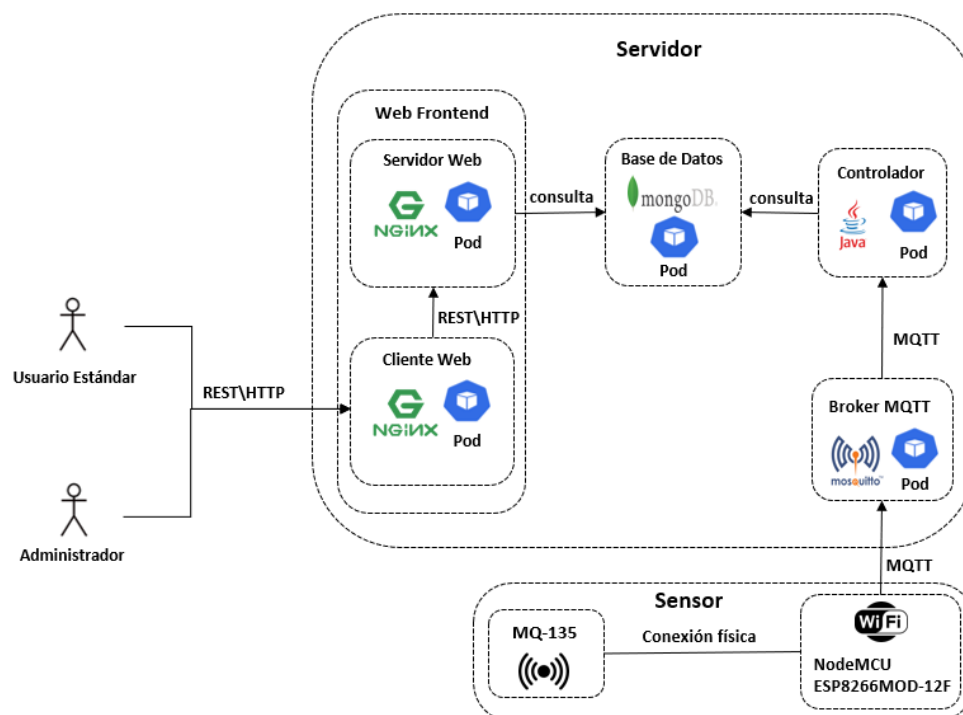 Servidor
Web Frontend
Servidor Web
NGiNX
Pod
REST\HTTP
Cliente Web
NGiNX
Pod
consulta
Base de Datos
mongoDB.
Pod
consulta
Controlador
Java
Pod
MQTT
Broker MQTT
mosquitto
Pod
MQTT
Usuario Estándar
REST\HTTP
Administrador
Sensor
MQ-135
Conexión física
Wi Fi
NodeMCU
ESP8266MOD-12F